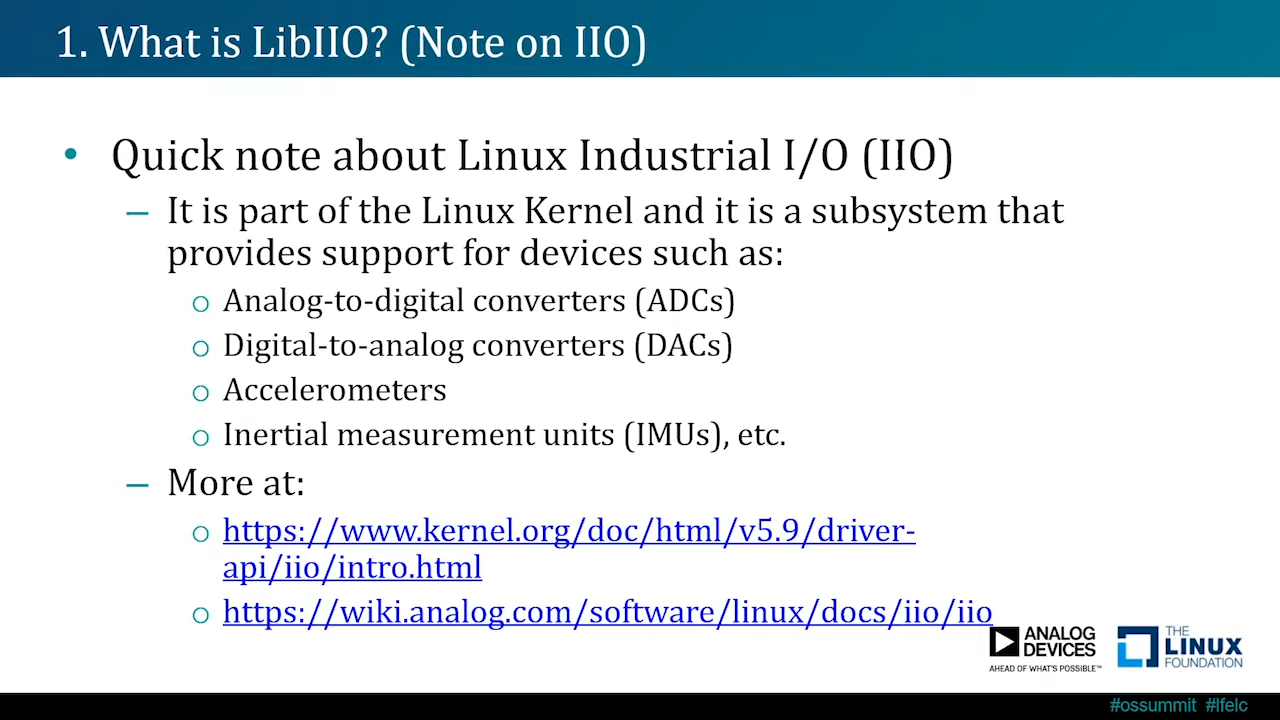 1. What is LibIIO? (Note on IIO)
• Quick note about Linux Industrial I/O (IIO)
– It is part of the Linux Kernel and it is a subsystem that
provides support for devices such as:
o Analog-to-digital converters (ADCs)
o Digital-to-analog converters (DACs)
o Accelerometers
o Inertial measurement units (IMUs), etc.
– More at:
o https://www.kernel.org/doc/html/v5.9/driver-
api/iio/intro.html
o https://wiki.analog.com/software/linux/docs/iio/iio
ANALOG
DEVICES
AHEAD OF WHAT'S POSSIBLE™
THE
LINUX
FOUNDATION
#ossummit #lfelc